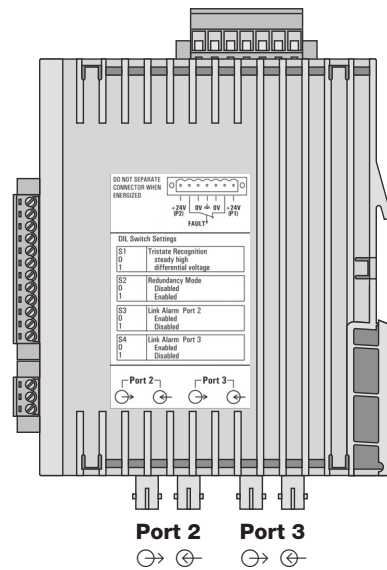 DO NOT SEPARATE
CONNECTOR WHEN
ENERGIZED
+24V (P2) 0V 0V +24V (P1)
FAULT
DIL Switch Settings
S1 Tristate Recognition
0 steady high
1 differential voltage
S2 Redundancy Mode
0 Disabled
1 Enabled
S3 Link Alarm Port 2
0 Enabled
1 Disabled
S4 Link Alarm Port 3
0 Enabled
1 Disabled
Port 2 Port 3
Port 2 Port 3